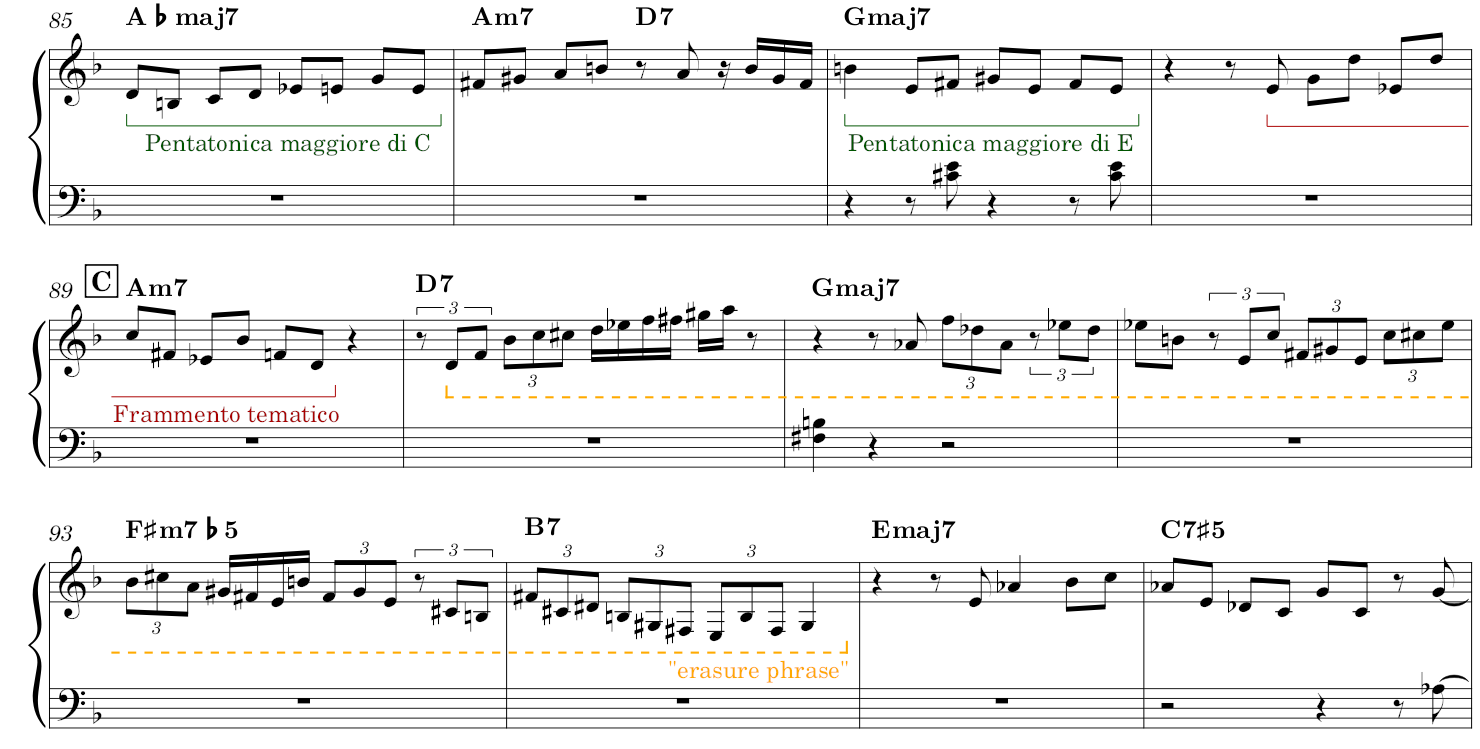 85 A♭maj7 Am7 D7 Gmaj7
Pentatonica maggiore di C Pentatonica maggiore di E
89 C Am7 D7 Gmaj7
3 3 3 3 3 3 3
Frammento tematico
93 F♯m7♭5 B7 Emaj7 C7♯5
3 3 3 3 3 3
"erasure phrase"